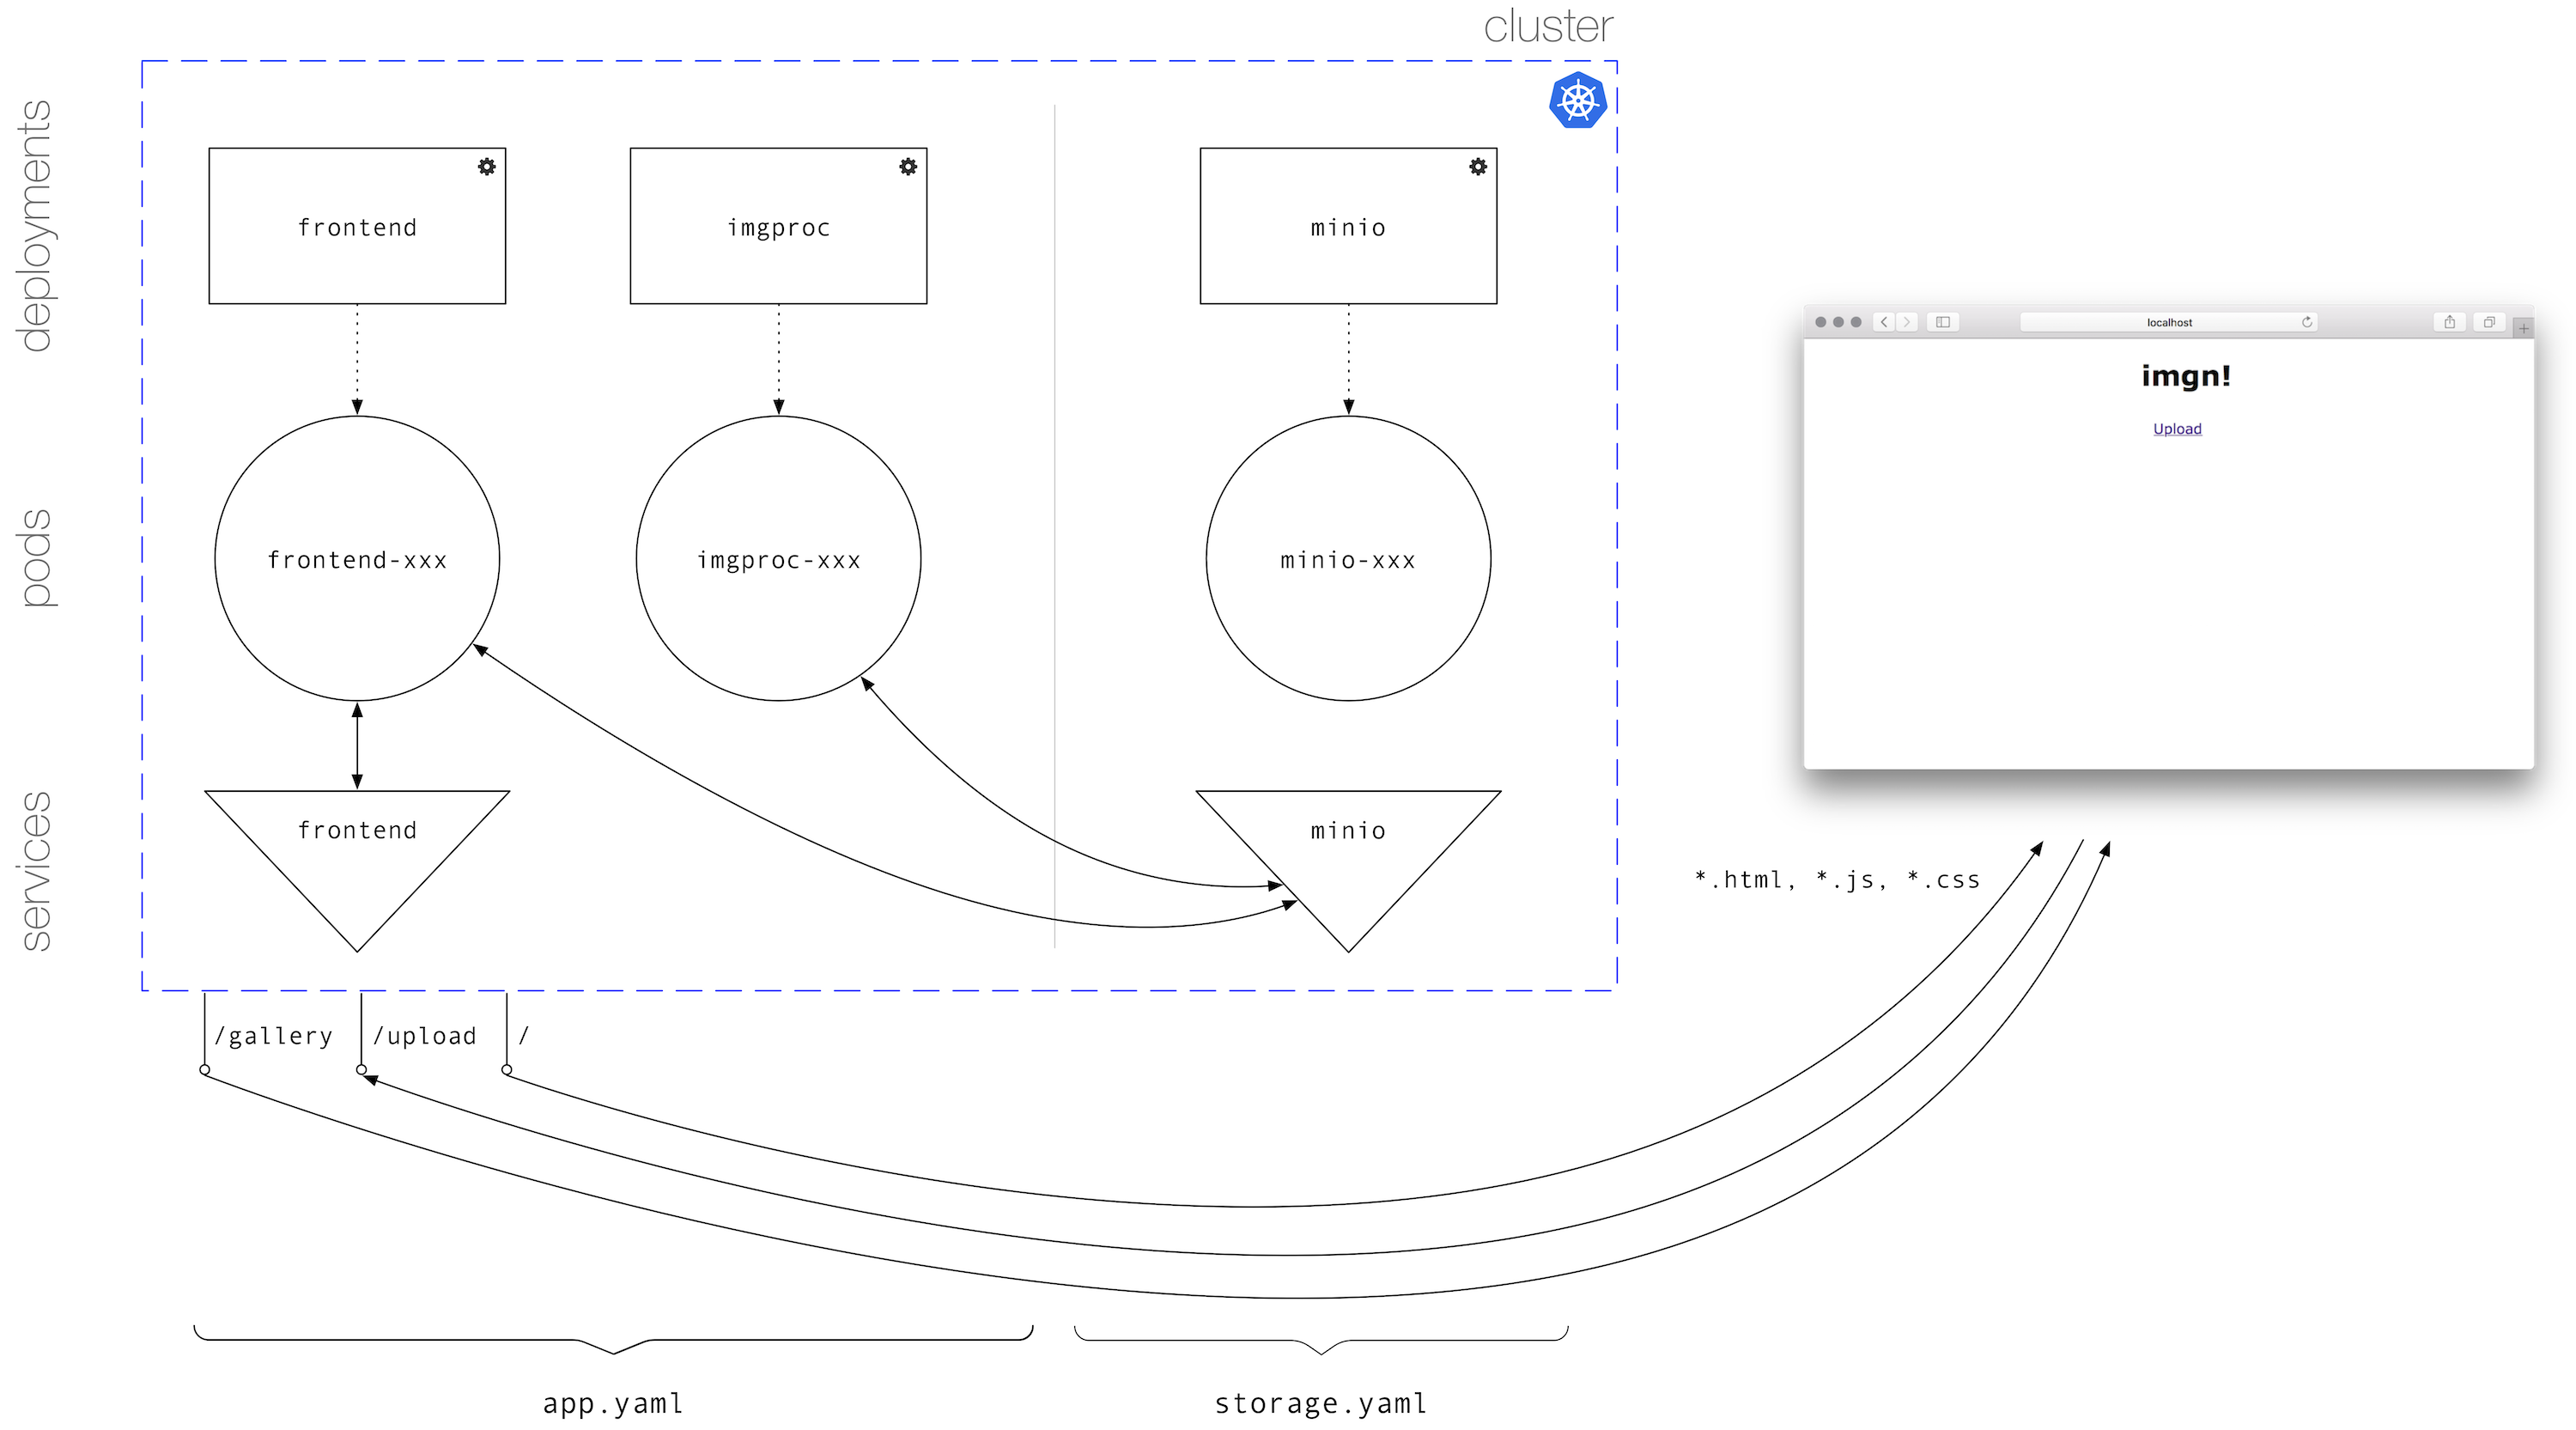 cluster
deployments
frontend
imgproc
minio
localhost
imgn!
Upload
pods
frontend-xxx
imgproc-xxx
minio-xxx
services
frontend
minio
*.html, *.js, *.css
/gallery
/upload
/
app.yaml
storage.yaml